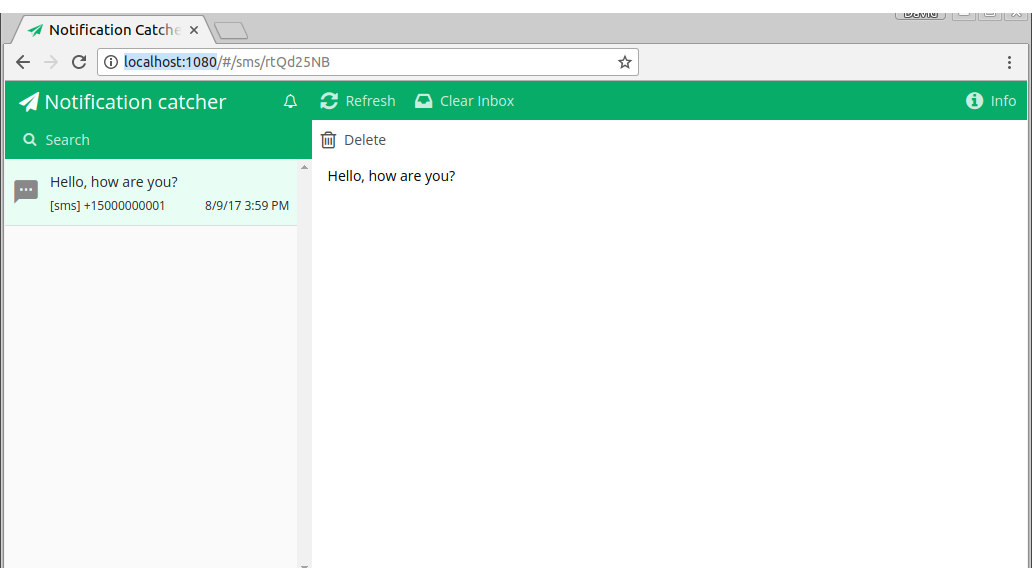 David
Notification Catche
localhost:1080/#/sms/rtQd25NB
Notification catcher
Refresh
Clear Inbox
Info
Search
Delete
Hello, how are you?
[sms] +15000000001
8/9/17 3:59 PM
Hello, how are you?